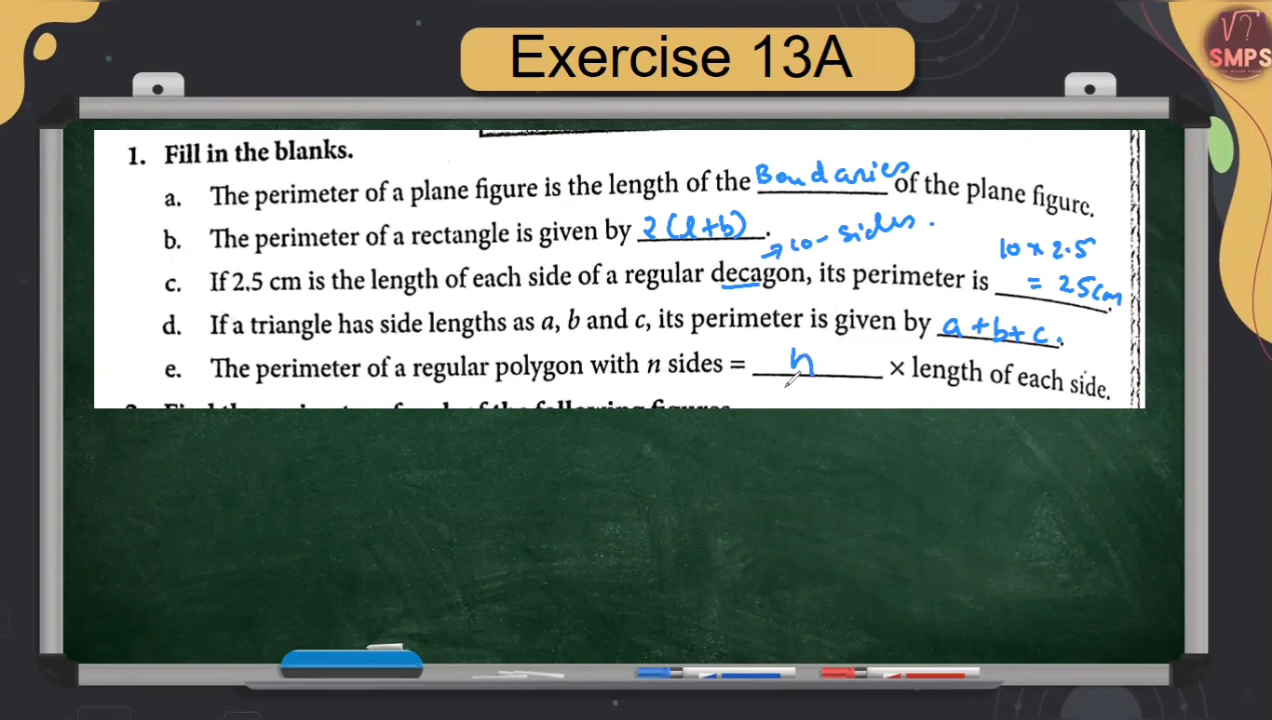 Exercise 13A
√?
SMPS
1. Fill in the blanks.
a. The perimeter of a plane figure is the length of the Boudaries of the plane figure.
b. The perimeter of a rectangle is given by 2(l+b).
→ 10- sides.
10 × 2.5
c. If 2.5 cm is the length of each side of a regular decagon, its perimeter is = 25cm.
d. If a triangle has side lengths as a, b and c, its perimeter is given by a+b+c.
e. The perimeter of a regular polygon with n sides = n × length of each side.